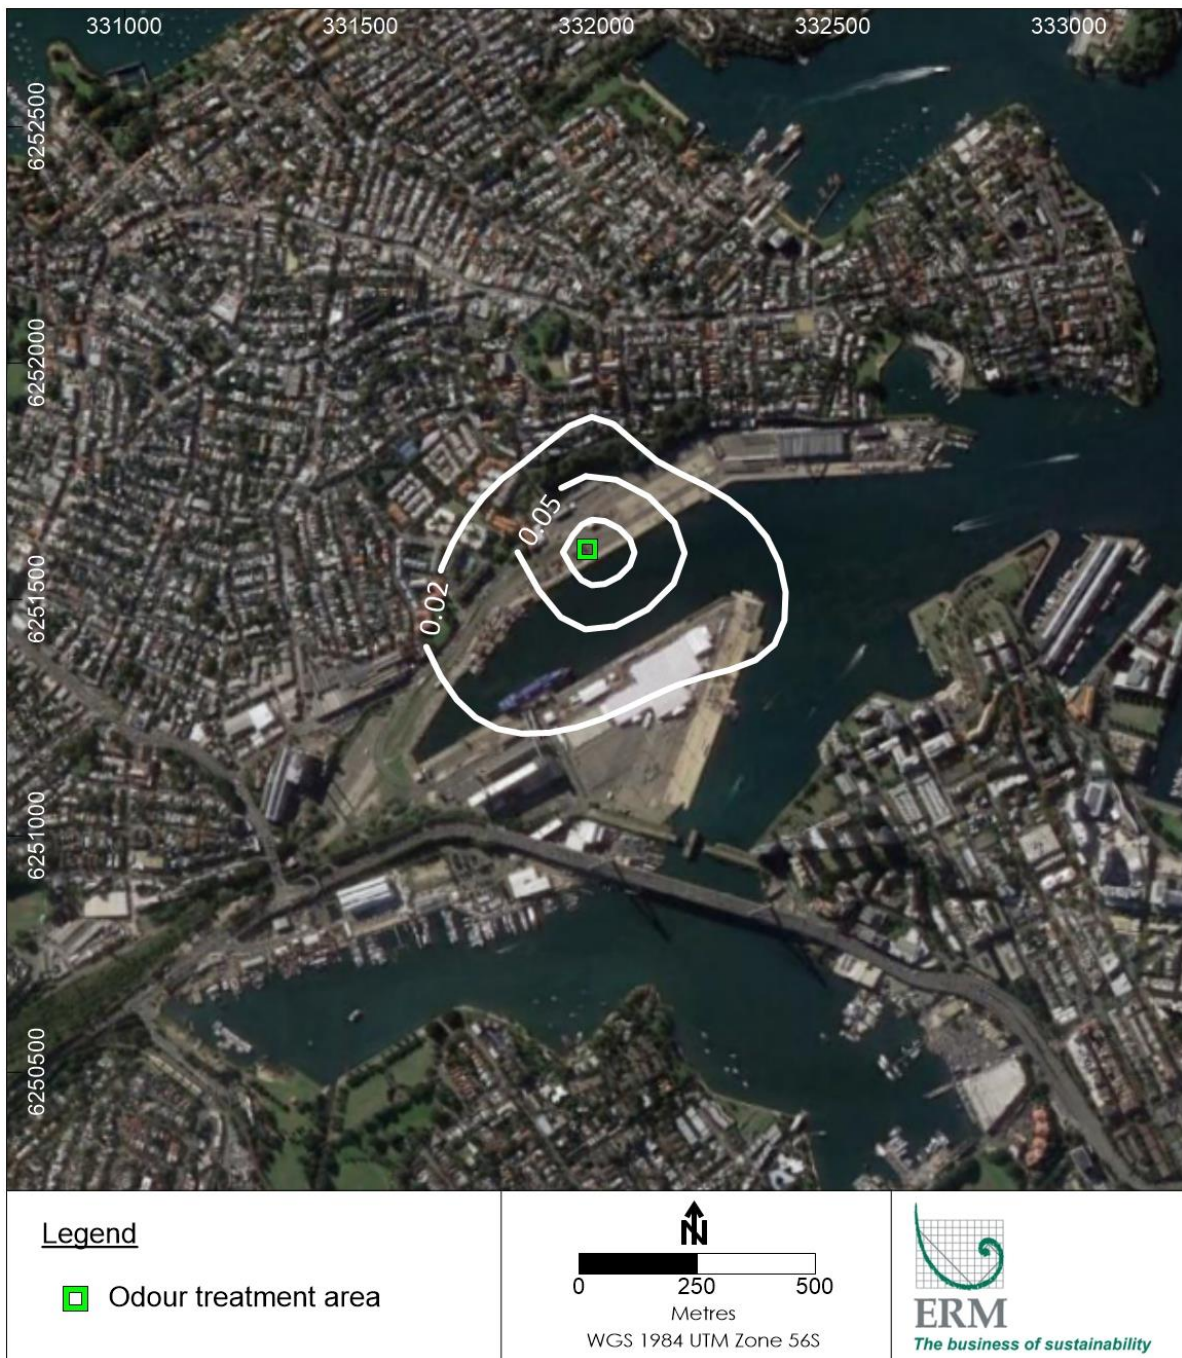 331000 331500 332000 332500 333000
6252500
6252000
6251500
6251000
6250500
0.05
0.02
Legend
Odour treatment area
N
0 250 500
Metres
WGS 1984 UTM Zone 56S
ERM
The business of sustainability